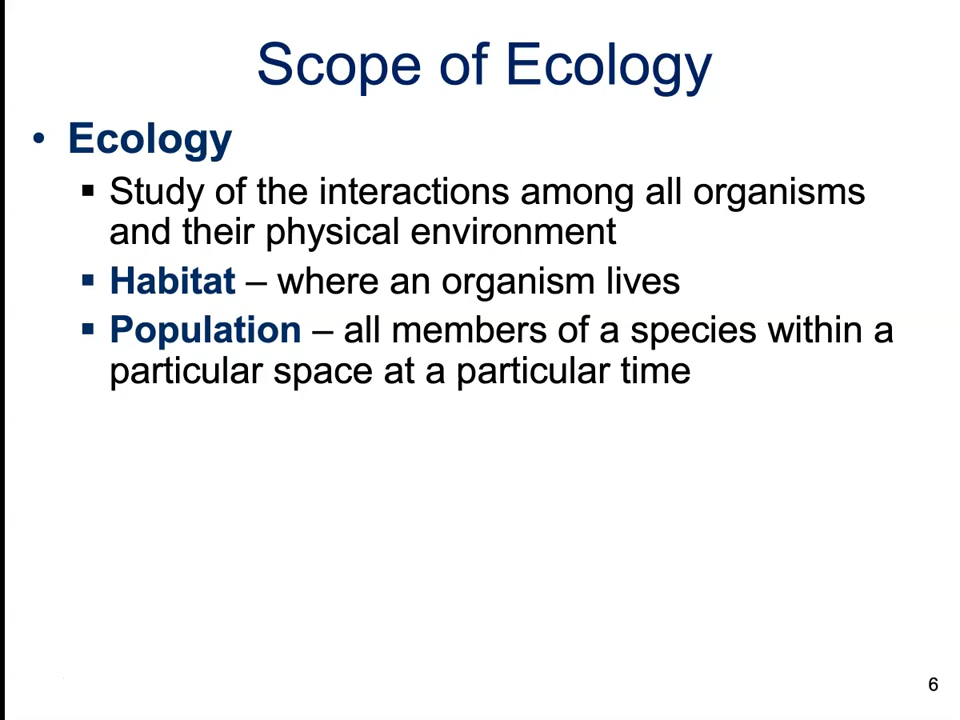 Scope of Ecology
• Ecology
▪ Study of the interactions among all organisms
and their physical environment
▪ Habitat – where an organism lives
▪ Population – all members of a species within a
particular space at a particular time
6